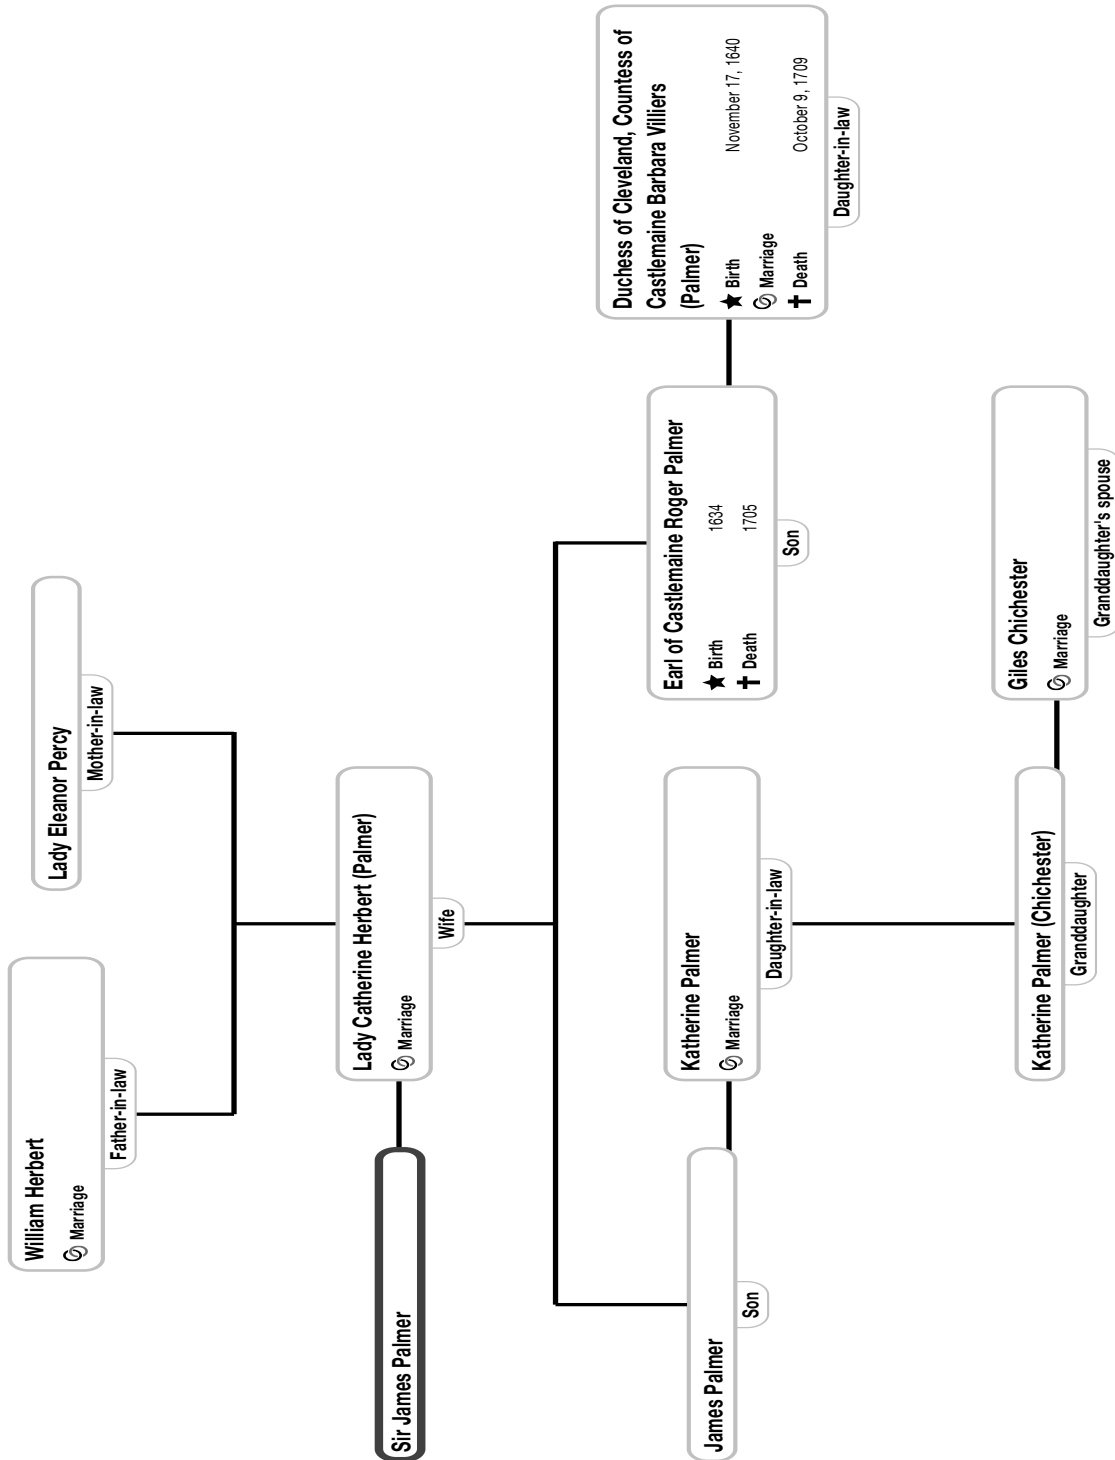 William Herbert
Marriage
Father-in-law
Lady Eleanor Percy
Mother-in-law
Sir James Palmer
Lady Catherine Herbert (Palmer)
Marriage
Wife
James Palmer
Son
Katherine Palmer
Marriage
Daughter-in-law
Earl of Castlemaine Roger Palmer
Birth 1634
Death 1705
Son
Duchess of Cleveland, Countess of
Castlemaine Barbara Villiers
(Palmer)
Birth November 17, 1640
Marriage
Death October 9, 1709
Daughter-in-law
Katherine Palmer (Chichester)
Granddaughter
Giles Chichester
Marriage
Granddaughter's spouse